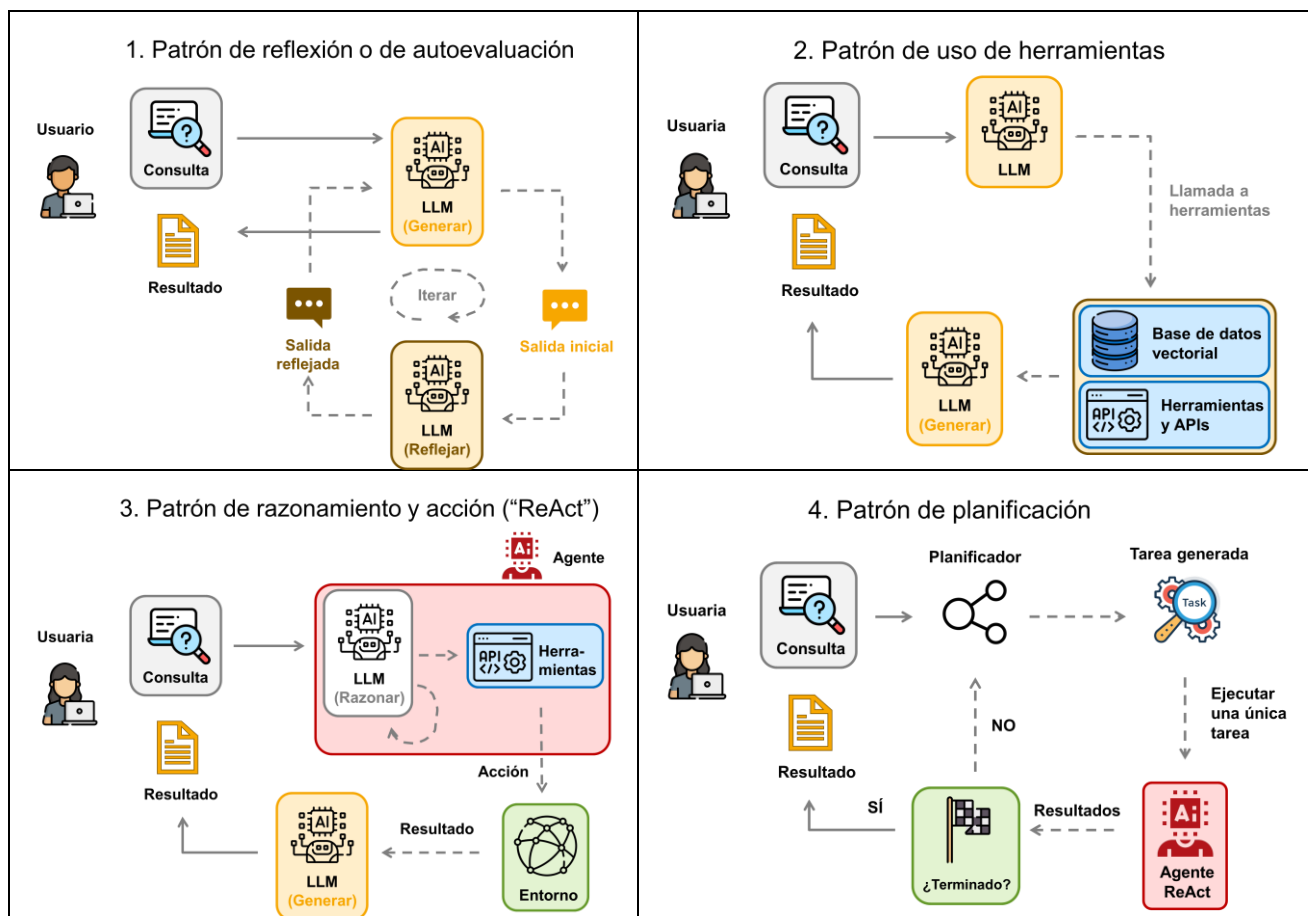 1. Patrón de reflexión o de autoevaluación
Usuario
?
Consulta
AI
LLM
(Generar)
Resultado
Iterar
Salida
reflejada
Salida inicial
AI
LLM
(Reflejar)
2. Patrón de uso de herramientas
Usuaria
?
Consulta
AI
LLM
Llamada a
herramientas
Resultado
AI
LLM
(Generar)
Base de datos
vectorial
API
</>
Herramientas
y APIs
3. Patrón de razonamiento y acción (“ReAct”)
Ai
Agente
Usuaria
?
Consulta
AI
LLM
(Razonar)
API
</>
Herra-
mientas
Acción
Resultado
AI
LLM
(Generar)
Resultado
Entorno
4. Patrón de planificación
Usuaria
?
Consulta
Planificador
Tarea generada
Task
Ejecutar
una única
tarea
NO
Resultado
SÍ
¿Terminado?
Resultados
Ai
Agente
ReAct